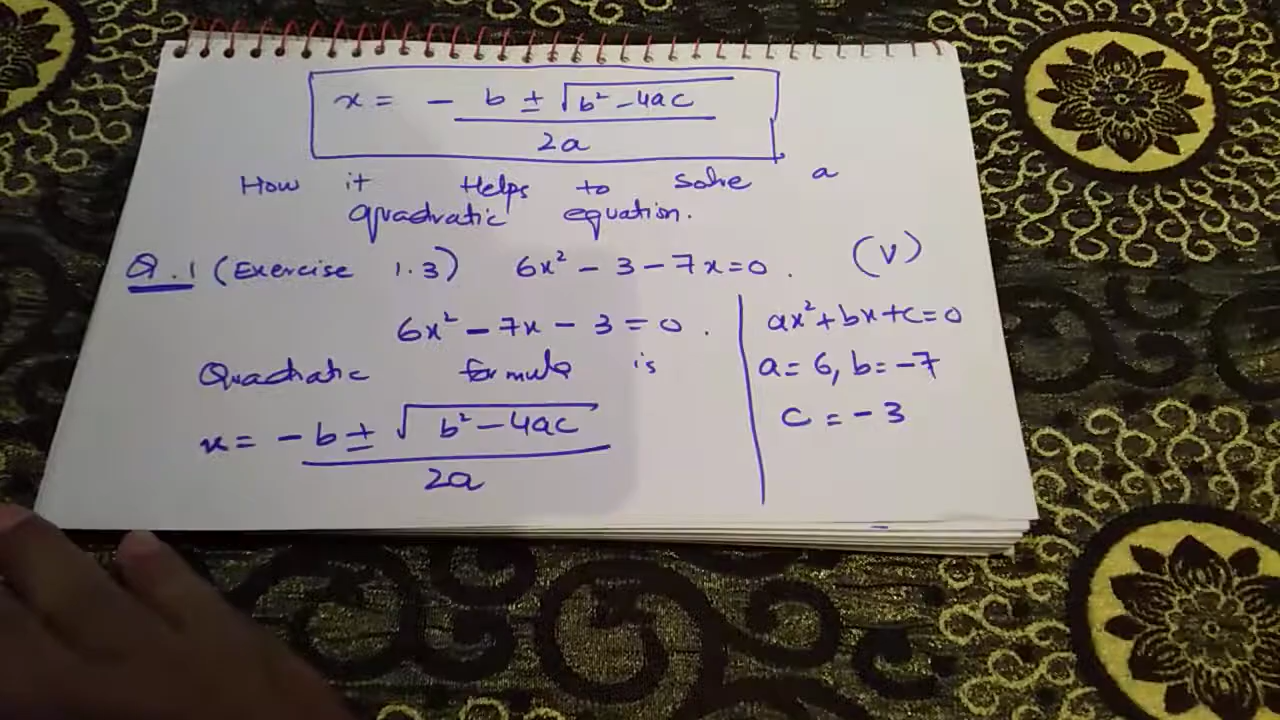 x = - b ± √b² - 4ac
2a
How it Helps to solve a
quadratic equation.
Q.1 (Exercise 1.3) 6x² - 3 - 7x = 0. (V)
6x² - 7x - 3 = 0.
Quadratic formula is
x = - b ± √b² - 4ac
2a
ax² + bx + c = 0
a = 6, b = -7
c = -3